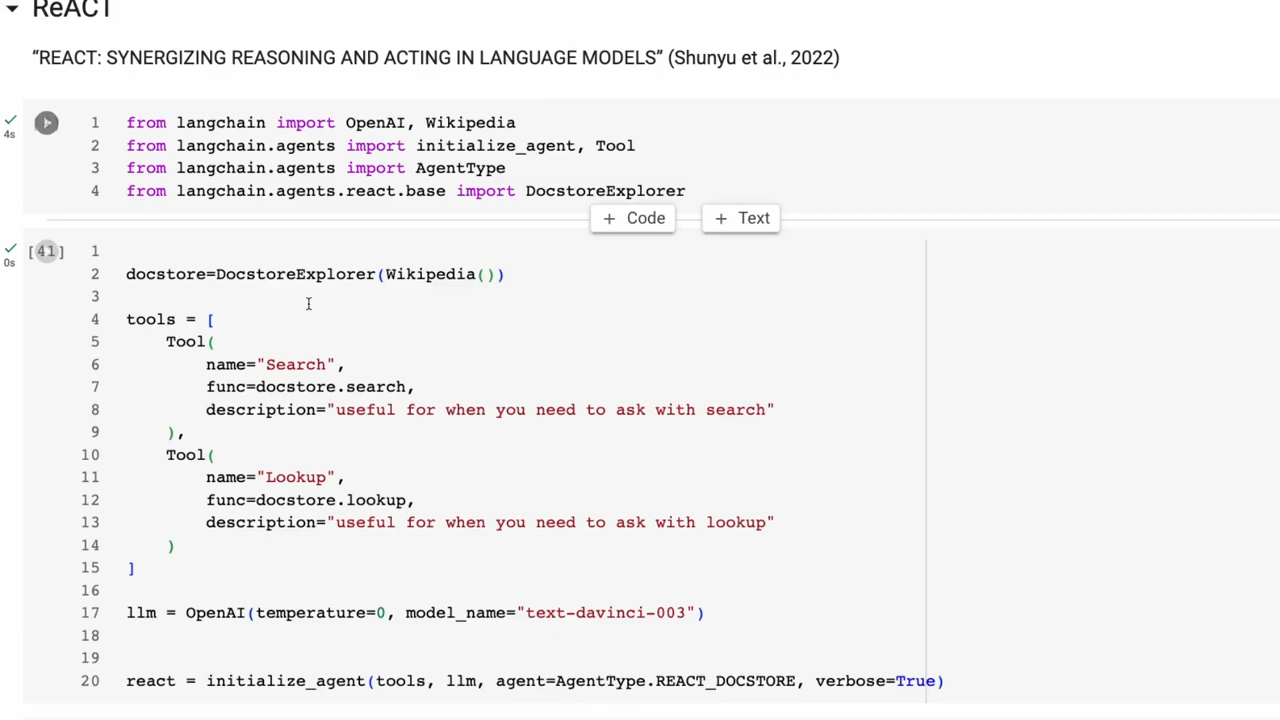 ReACT
“REACT: SYNERGIZING REASONING AND ACTING IN LANGUAGE MODELS” (Shunyu et al., 2022)
4s
1 from langchain import OpenAI, Wikipedia
2 from langchain.agents import initialize_agent, Tool
3 from langchain.agents import AgentType
4 from langchain.agents.react.base import DocstoreExplorer
+ Code + Text
0s
[41] 1
2 docstore=DocstoreExplorer(Wikipedia())
3
4 tools = [
5     Tool(
6         name="Search",
7         func=docstore.search,
8         description="useful for when you need to ask with search"
9     ),
10     Tool(
11         name="Lookup",
12         func=docstore.lookup,
13         description="useful for when you need to ask with lookup"
14     )
15 ]
16
17 llm = OpenAI(temperature=0, model_name="text-davinci-003")
18
19
20 react = initialize_agent(tools, llm, agent=AgentType.REACT_DOCSTORE, verbose=True)